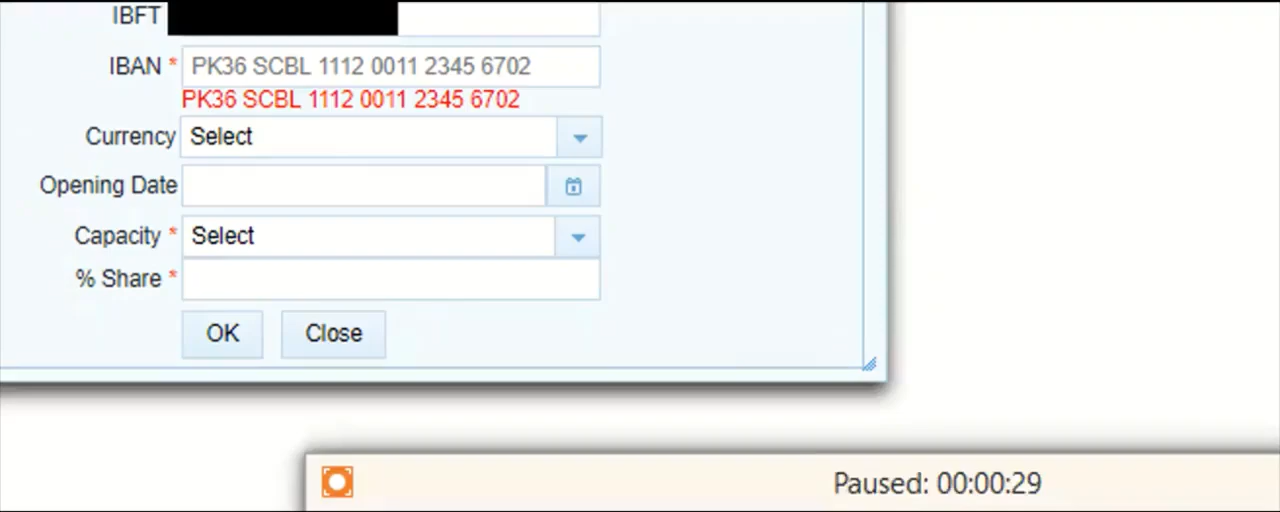 IBFT
IBAN * PK36 SCBL 1112 0011 2345 6702
PK36 SCBL 1112 0011 2345 6702
Currency Select
Opening Date
Capacity * Select
% Share *
OK Close
Paused: 00:00:29